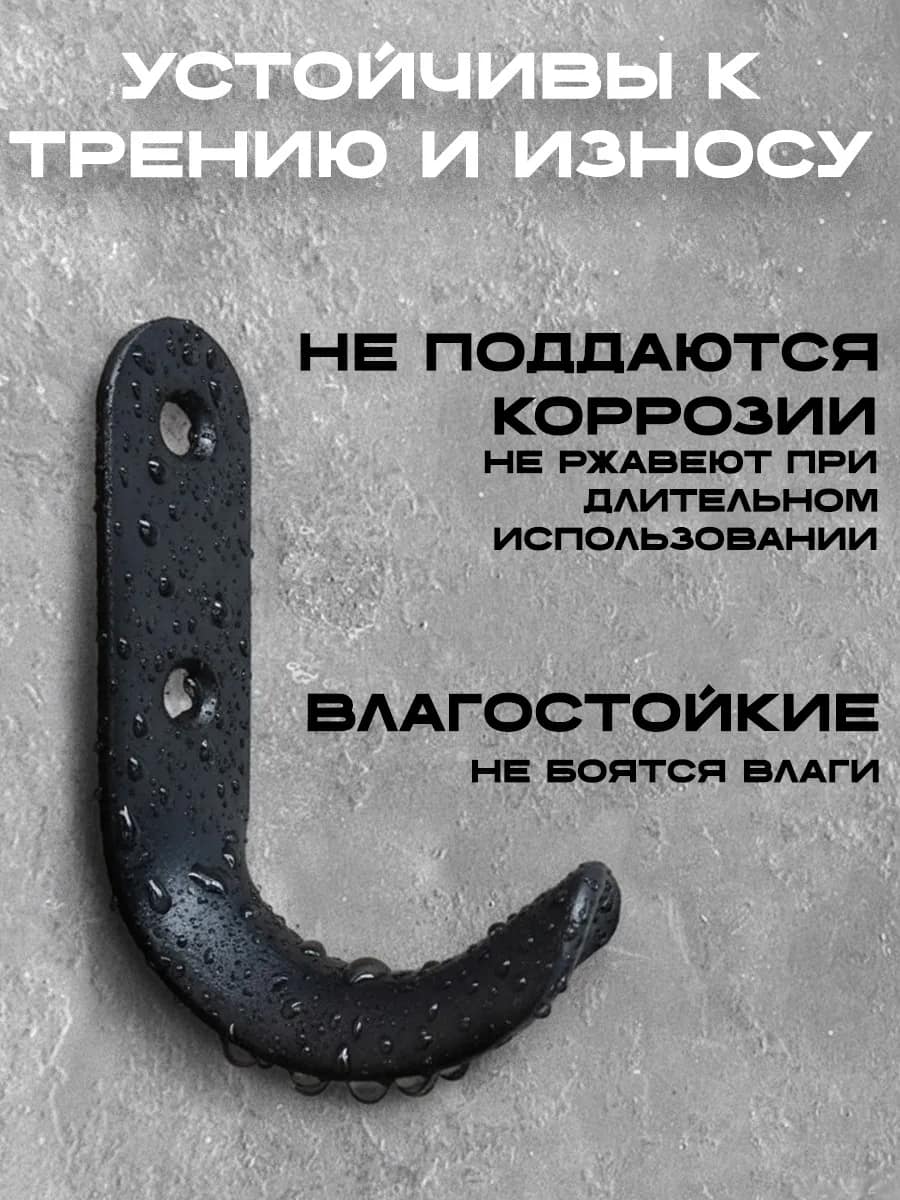 УСТОЙЧИВЫ К
ТРЕНИЮ И ИЗНОСУ
НЕ ПОДДАЮТСЯ
КОРРОЗИИ
НЕ РЖАВЕЮТ ПРИ
ДЛИТЕЛЬНОМ
ИСПОЛЬЗОВАНИИ
ВЛАГОСТОЙКИЕ
НЕ БОЯТСЯ ВЛАГИ